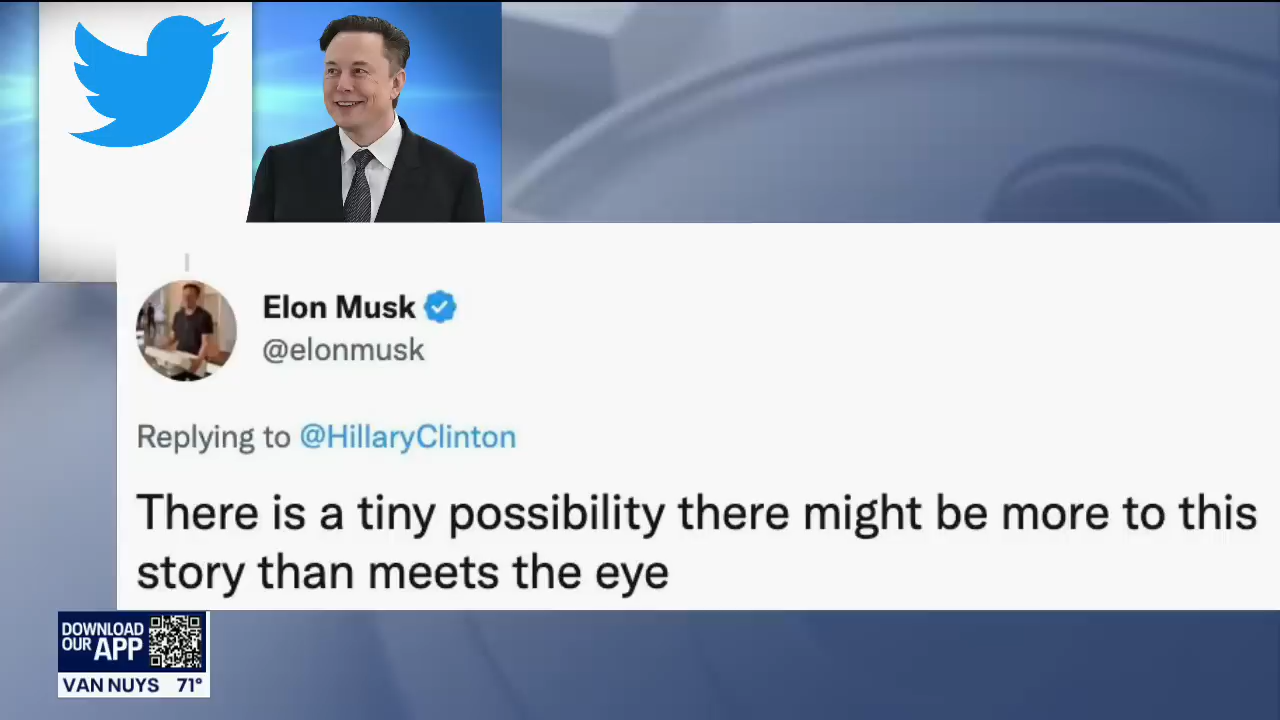 Elon Musk
@elonmusk
Replying to @HillaryClinton
There is a tiny possibility there might be more to this
story than meets the eye
DOWNLOAD
OUR APP
VAN NUYS 71°